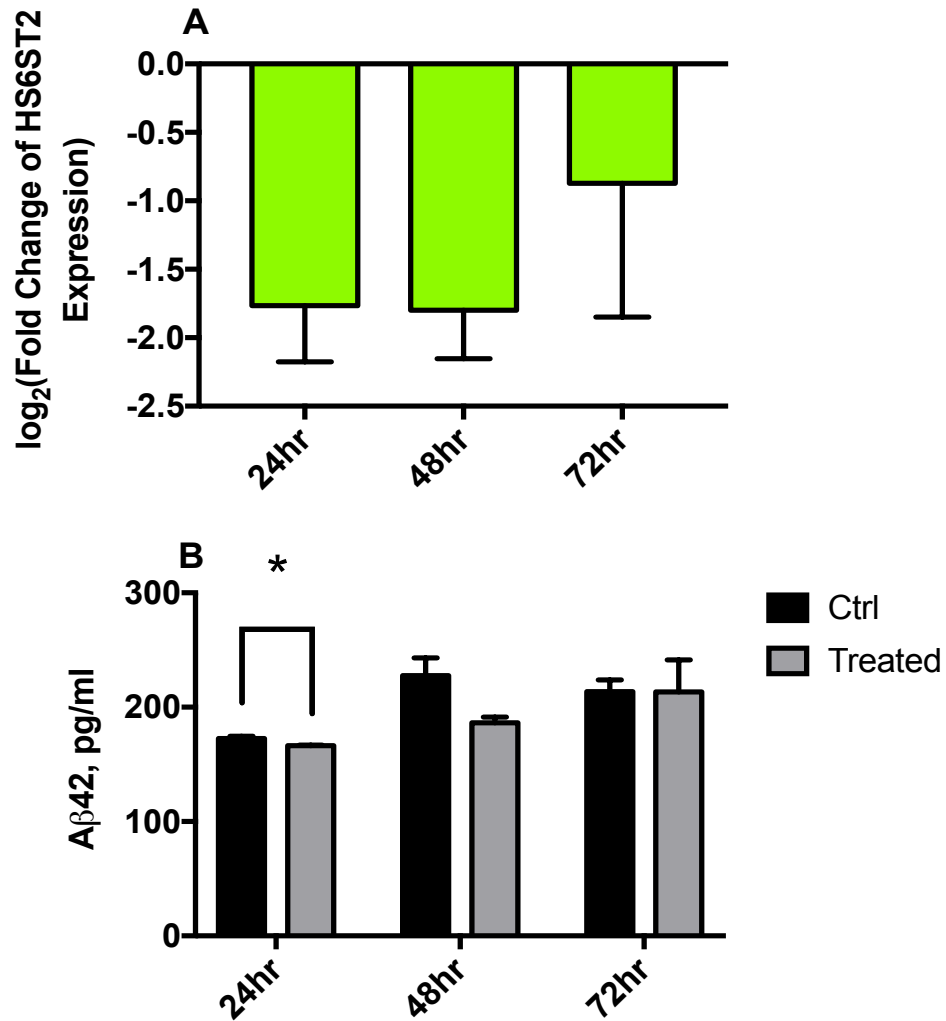 A
log₂(Fold Change of HS6ST2
Expression)
0.0
-0.5
-1.0
-1.5
-2.0
-2.5
24hr
48hr
72hr
B
*
Aβ42, pg/ml
300
200
100
0
24hr
48hr
72hr
Ctrl
Treated